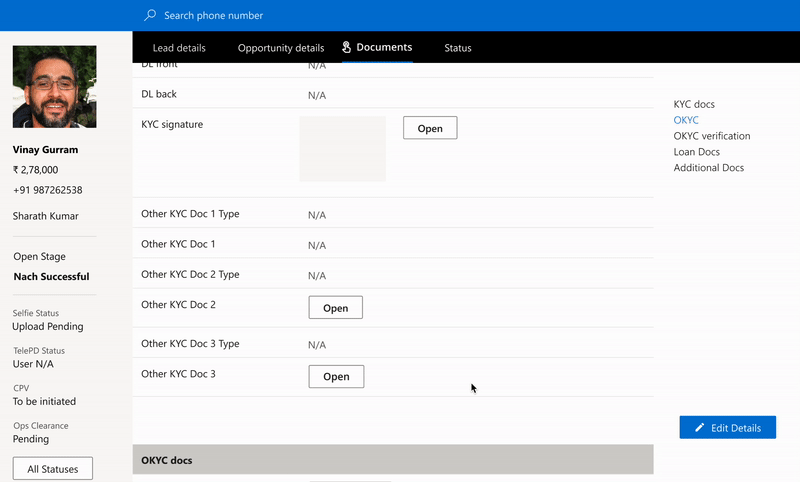 Search phone number
Lead details
Opportunity details
Documents
Status
Vinay Gurram
₹ 2,78,000
+91 987262538
Sharath Kumar
Open Stage
Nach Successful
Selfie Status
Upload Pending
TelePD Status
User N/A
CPV
To be initiated
Ops Clearance
Pending
All Statuses
DL front N/A
DL back N/A
KYC signature Open
Other KYC Doc 1 Type N/A
Other KYC Doc 1 N/A
Other KYC Doc 2 Type N/A
Other KYC Doc 2 Open
Other KYC Doc 3 Type N/A
Other KYC Doc 3 Open
OKYC docs
KYC docs
OKYC
OKYC verification
Loan Docs
Additional Docs
Edit Details